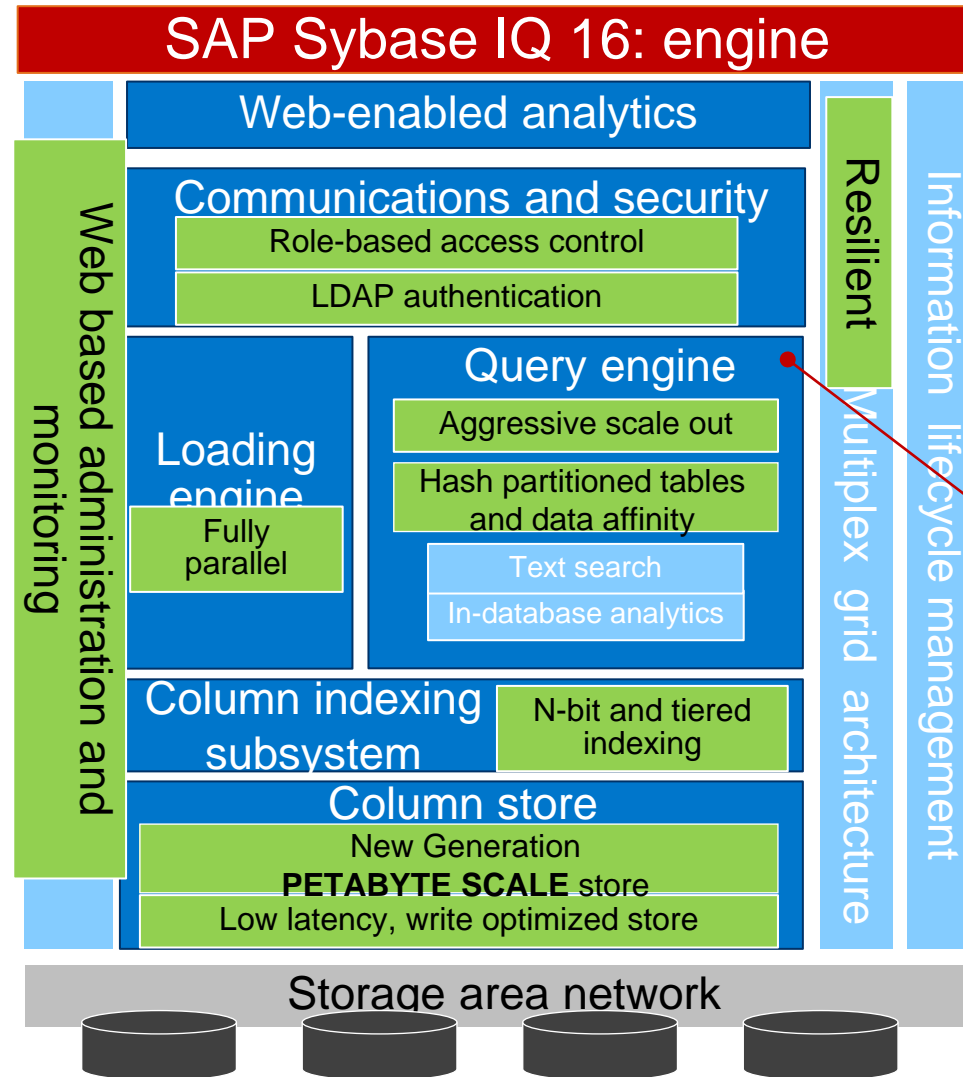 SAP Sybase IQ 16: engine
Web-enabled analytics
Communications and security
Role-based access control
LDAP authentication
Web based administration and
monitoring
Loading
engine
Fully
parallel
Query engine
Aggressive scale out
Hash partitioned tables
and data affinity
Text search
In-database analytics
Column indexing
subsystem
N-bit and tiered
indexing
Column store
New Generation
PETABYTE SCALE store
Low latency, write optimized store
Resilient
Multiplex grid architecture
Information lifecycle management
Storage area network